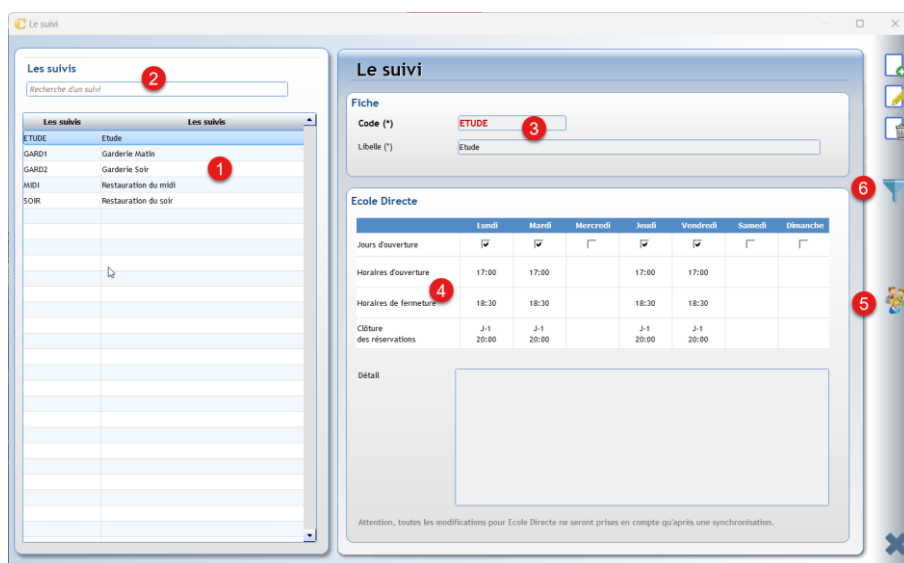 Le suivi
Les suivis
2
Recherche d'un suivi
Les suivis Les suivis
ETUDE Etude
GARD1 Garderie Matin
GARD2 Garderie Soir
1
MIDI Restauration du midi
SOIR Restauration du soir
Le suivi
Fiche
Code (*) ETUDE
3
Libelle (*) Etude
6
Ecole Directe
Lundi Mardi Mercredi Jeudi Vendredi Samedi Dimanche
Jours d'ouverture
Horaires d'ouverture 17:00 17:00 17:00 17:00
4
5
Horaires de fermeture 18:30 18:30 18:30 18:30
Clôture J-1 J-1 J-1 J-1
des réservations 20:00 20:00 20:00 20:00
Détail
Attention, toutes les modifications pour Ecole Directe ne seront prises en compte qu'après une synchronisation.